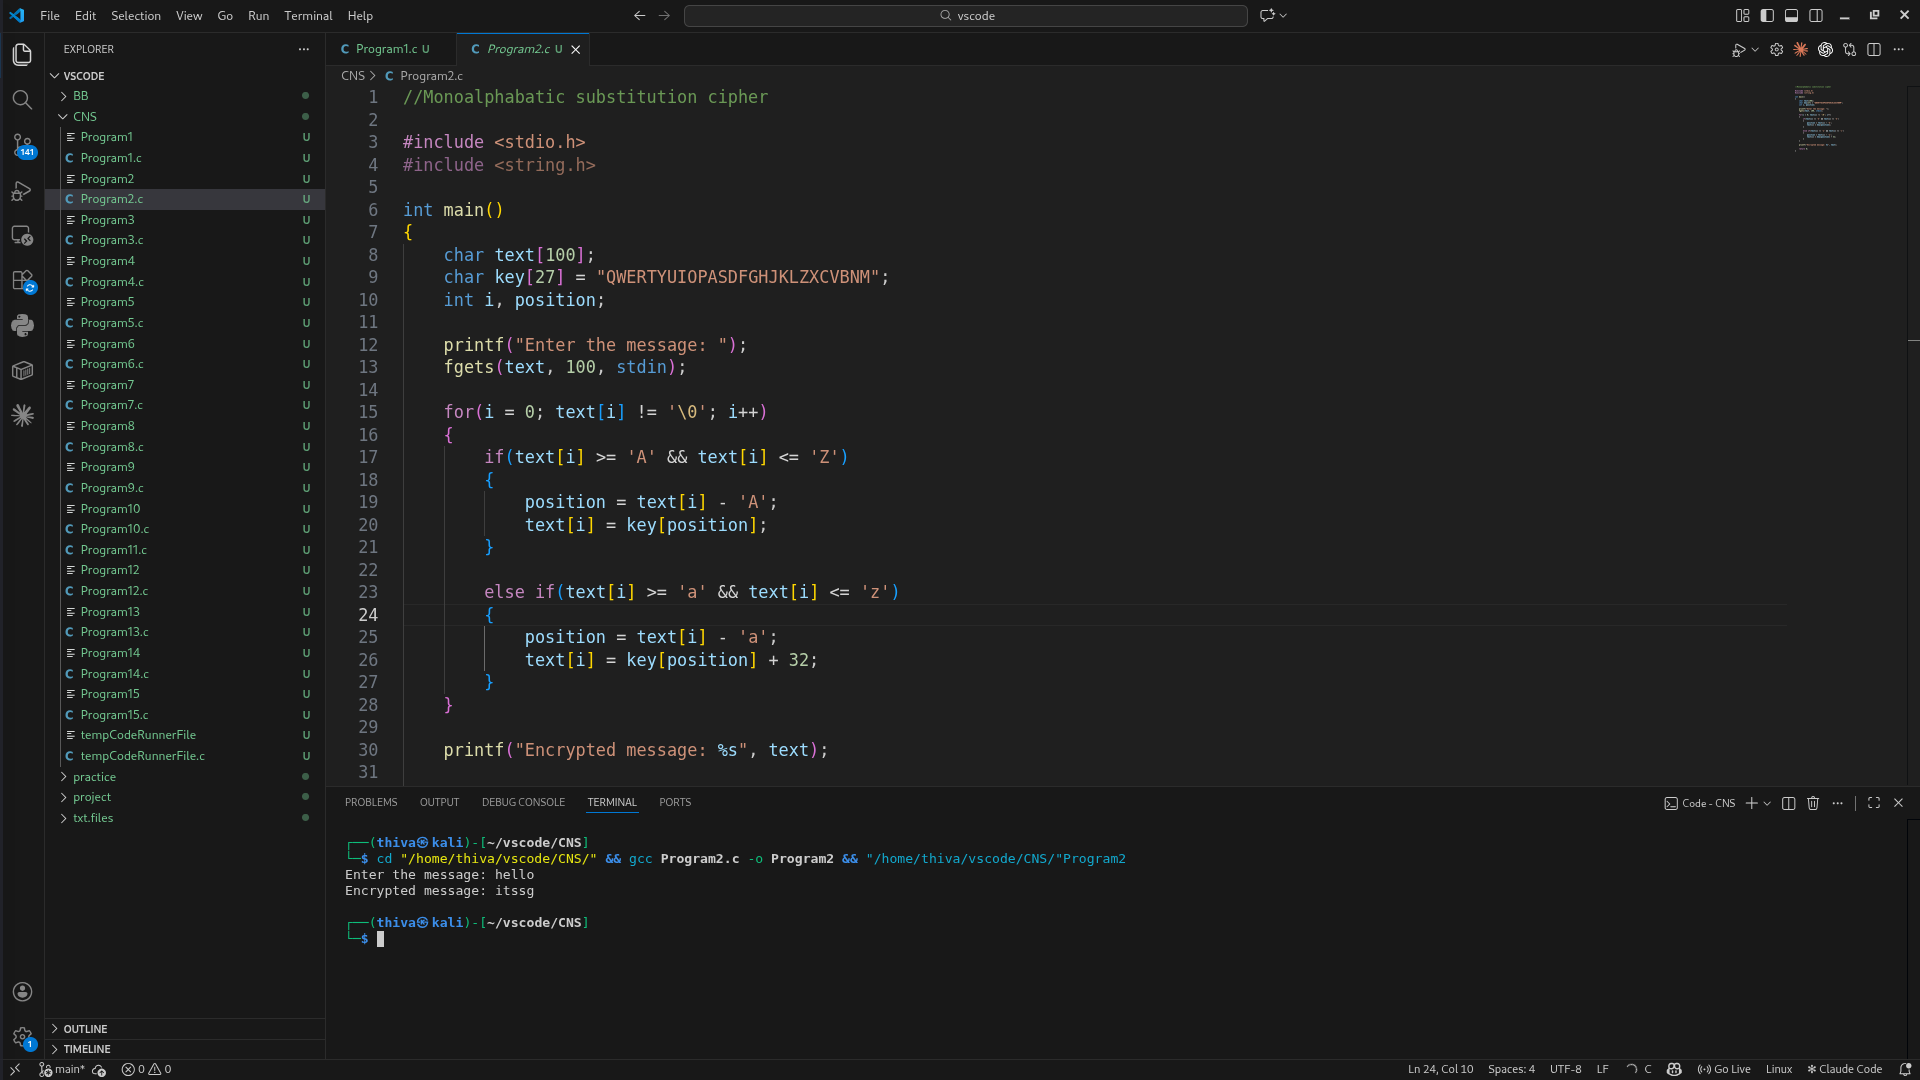 File Edit Selection View Go Run Terminal Help
vscode
EXPLORER
VSCODE
BB
CNS
Program1 U
Program1.c U
Program2 U
Program2.c U
Program3 U
Program3.c U
Program4 U
Program4.c U
Program5 U
Program5.c U
Program6 U
Program6.c U
Program7 U
Program7.c U
Program8 U
Program8.c U
Program9 U
Program9.c U
Program10 U
Program10.c U
Program11.c U
Program12 U
Program12.c U
Program13 U
Program13.c U
Program14 U
Program14.c U
Program15 U
Program15.c U
tempCodeRunnerFile U
tempCodeRunnerFile.c U
practice
project
txt.files
OUTLINE
TIMELINE
141
1
C Program1.c U
C Program2.c U
CNS > C Program2.c
1 //Monoalphabatic substitution cipher
2
3 #include <stdio.h>
4 #include <string.h>
5
6 int main()
7 {
8     char text[100];
9     char key[27] = "QWERTYUIOPASDFGHJKLZXCVBNM";
10     int i, position;
11
12     printf("Enter the message: ");
13     fgets(text, 100, stdin);
14
15     for(i = 0; text[i] != '\0'; i++)
16     {
17         if(text[i] >= 'A' && text[i] <= 'Z')
18         {
19             position = text[i] - 'A';
20             text[i] = key[position];
21         }
22
23         else if(text[i] >= 'a' && text[i] <= 'z')
24         {
25             position = text[i] - 'a';
26             text[i] = key[position] + 32;
27         }
28     }
29
30     printf("Encrypted message: %s", text);
31
PROBLEMS OUTPUT DEBUG CONSOLE TERMINAL PORTS
Code - CNS
┌──(thiva㉿kali)-[~/vscode/CNS]
└─$ cd "/home/thiva/vscode/CNS/" && gcc Program2.c -o Program2 && "/home/thiva/vscode/CNS/"Program2
Enter the message: hello
Encrypted message: itssg
┌──(thiva㉿kali)-[~/vscode/CNS]
└─$
main* 0 0
Ln 24, Col 10 Spaces: 4 UTF-8 LF C Go Live Linux Claude Code